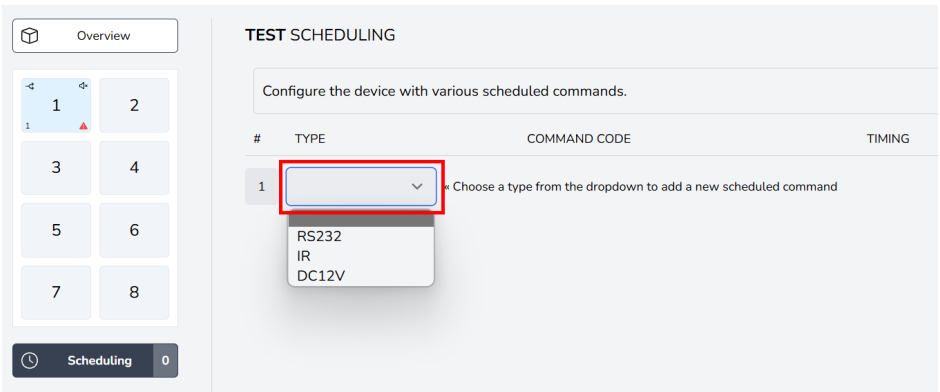 Overview
1
1
2
3
4
5
6
7
8
Scheduling 0
TEST SCHEDULING
Configure the device with various scheduled commands.
# TYPE COMMAND CODE TIMING
1 « Choose a type from the dropdown to add a new scheduled command
RS232
IR
DC12V